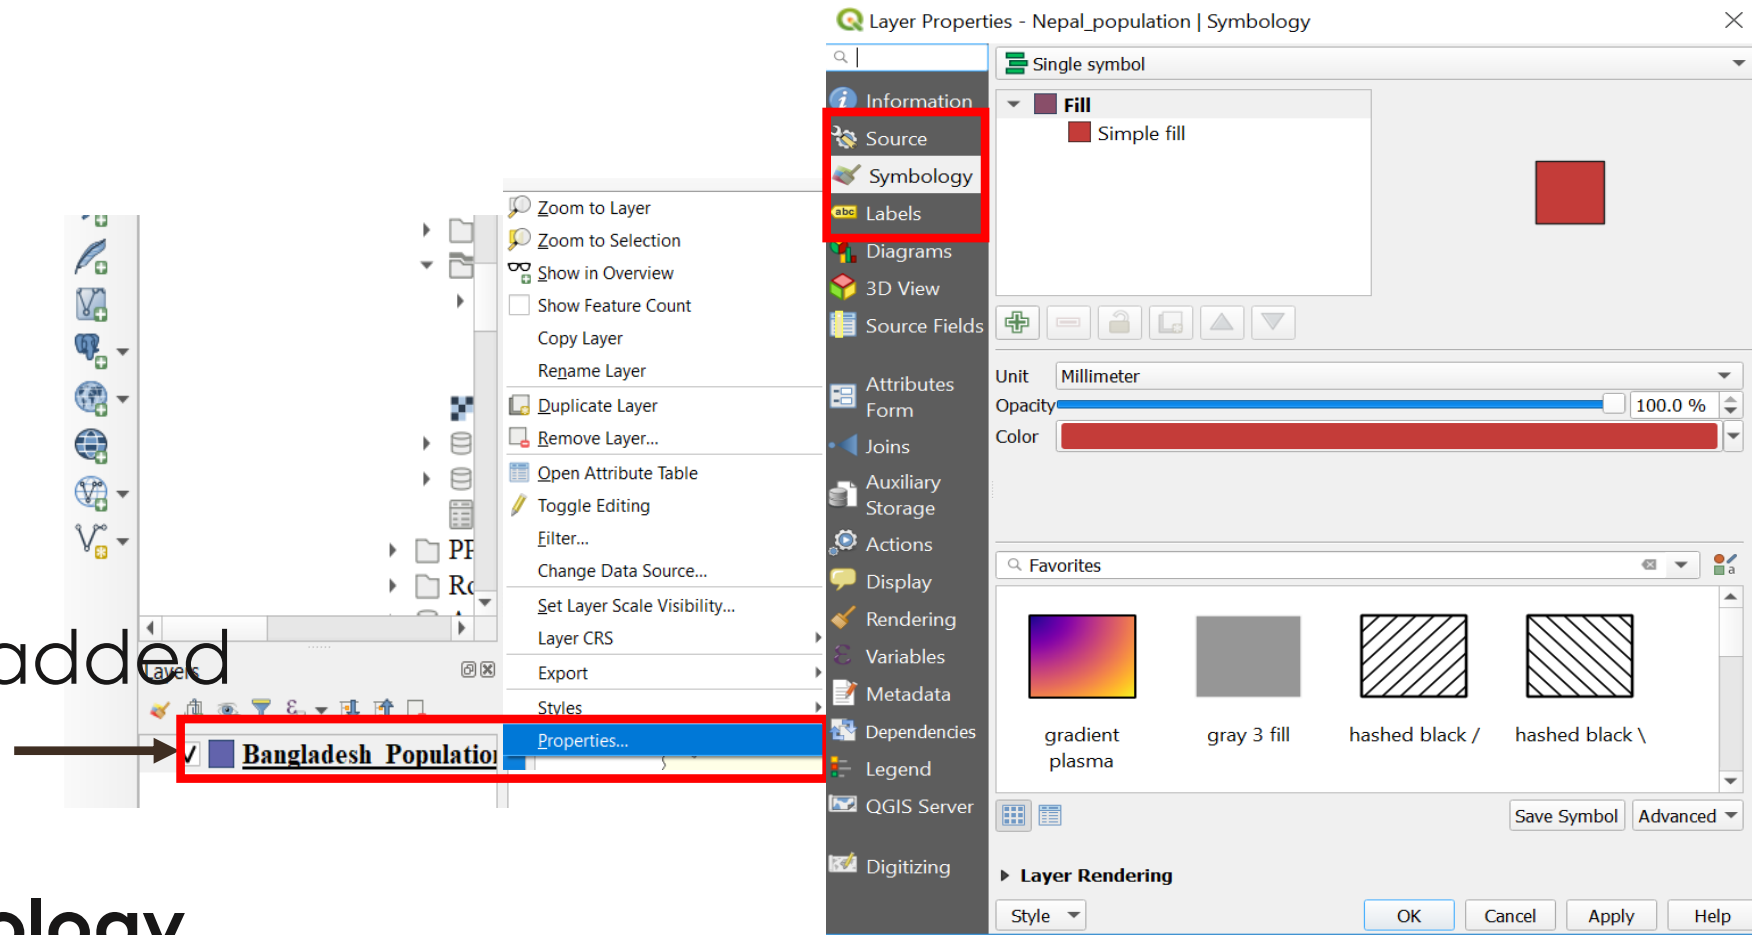 added
ology
PP
Layers
Bangladesh_Population
Zoom to Layer
Zoom to Selection
Show in Overview
Show Feature Count
Copy Layer
Rename Layer
Duplicate Layer
Remove Layer...
Open Attribute Table
Toggle Editing
Filter...
Change Data Source...
Set Layer Scale Visibility...
Layer CRS
Export
Styles
Properties...
Layer Properties - Nepal_population | Symbology
Information
Source
Symbology
abc Labels
Diagrams
3D View
Source Fields
Attributes
Form
Joins
Auxiliary
Storage
Actions
Display
Rendering
Variables
Metadata
Dependencies
Legend
QGIS Server
Digitizing
Single symbol
Fill
Simple fill
Unit Millimeter
Opacity 100.0 %
Color
Favorites
gradient
plasma
gray 3 fill
hashed black /
hashed black \
Save Symbol Advanced
Layer Rendering
Style OK Cancel Apply Help